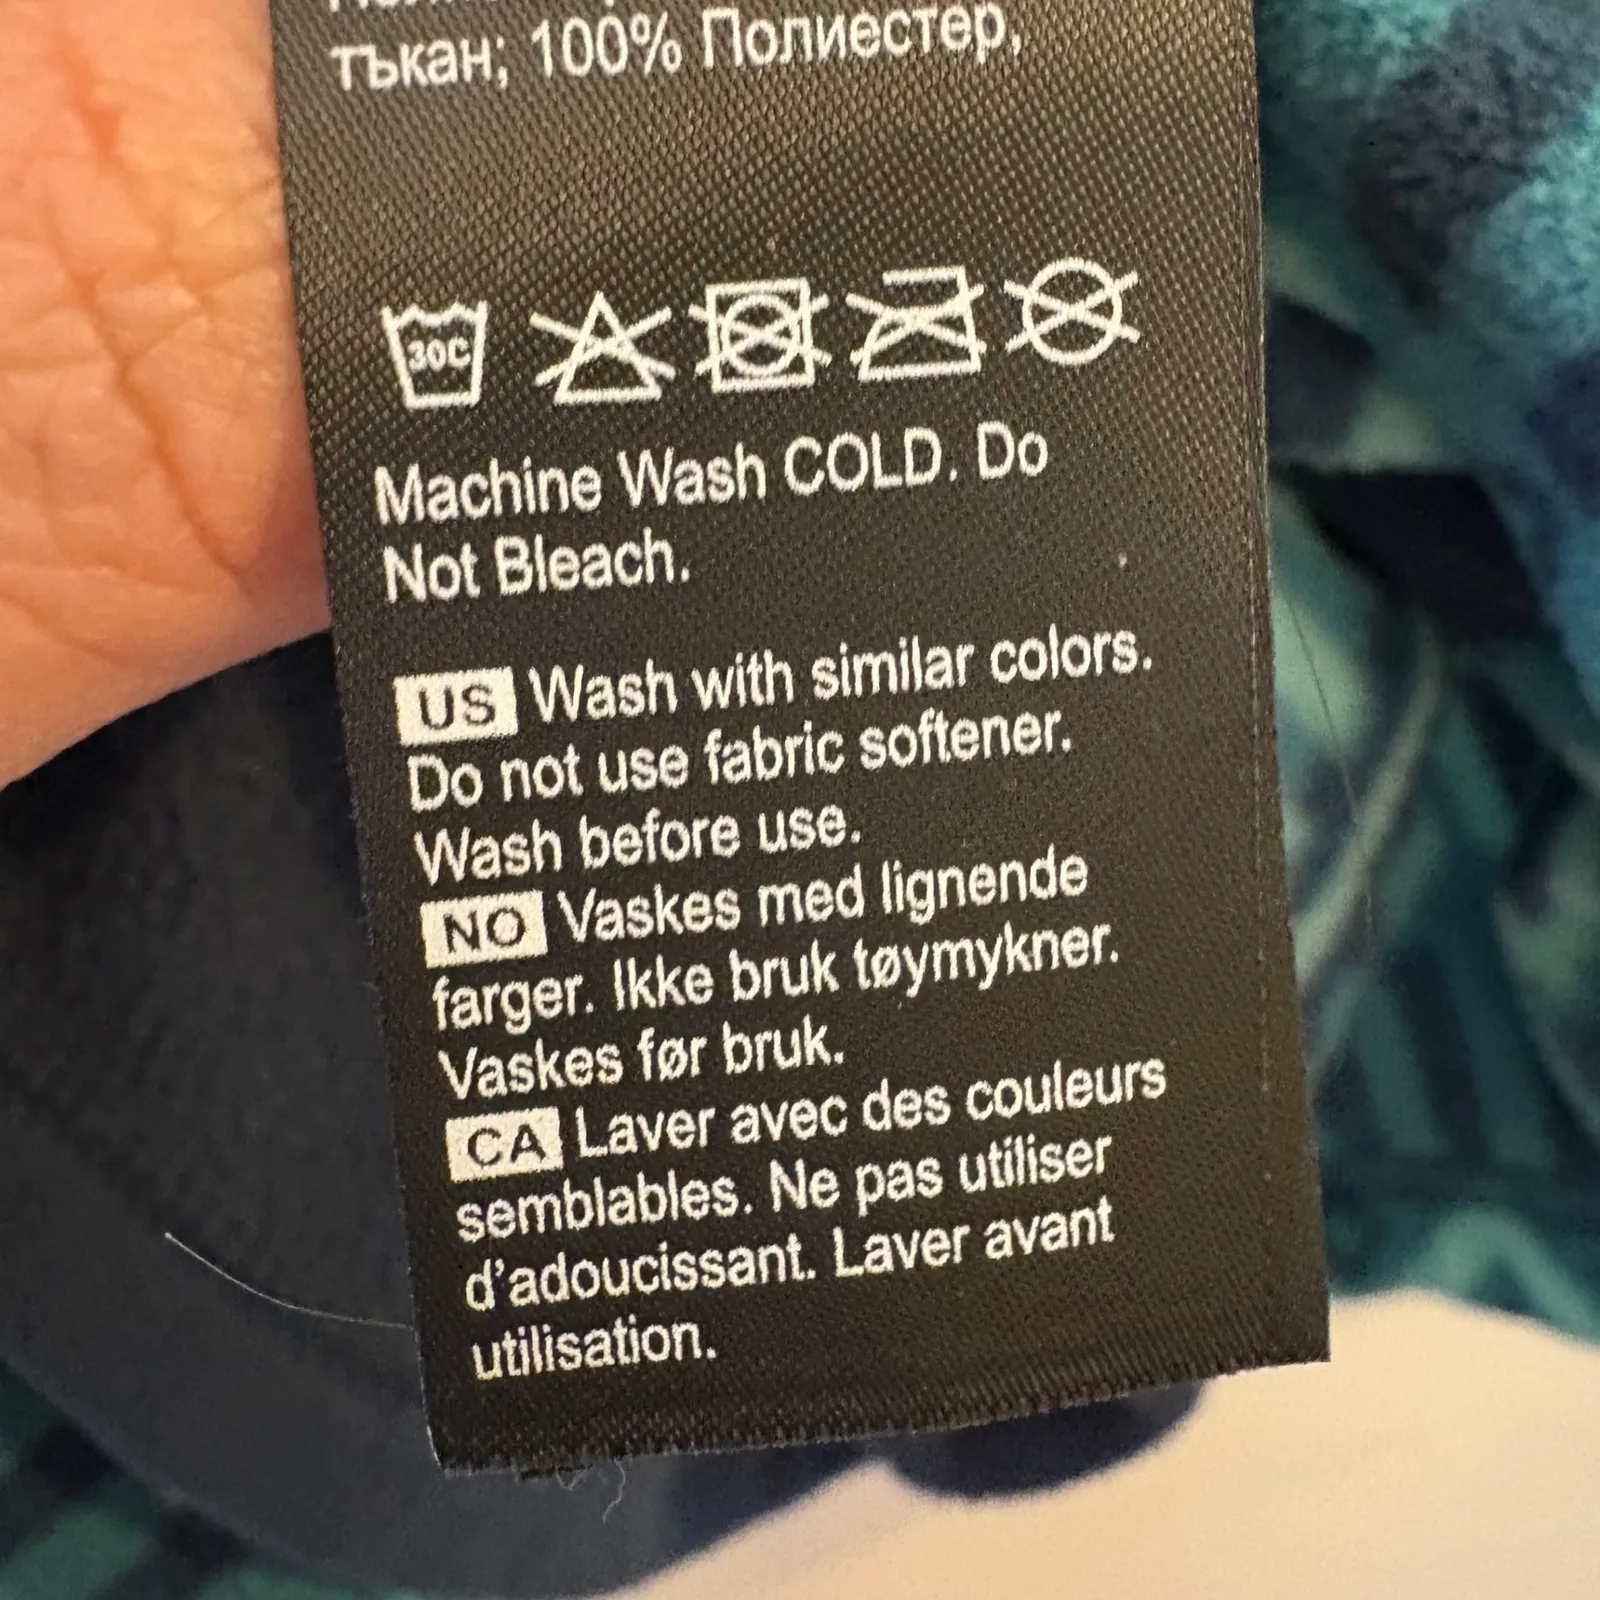 тъкан; 100% Полиестер,
30C
Machine Wash COLD. Do
Not Bleach.
US Wash with similar colors.
Do not use fabric softener.
Wash before use.
NO Vaskes med lignende
farger. Ikke bruk tøymykner.
Vaskes før bruk.
CA Laver avec des couleurs
semblables. Ne pas utiliser
d’adoucissant. Laver avant
utilisation.